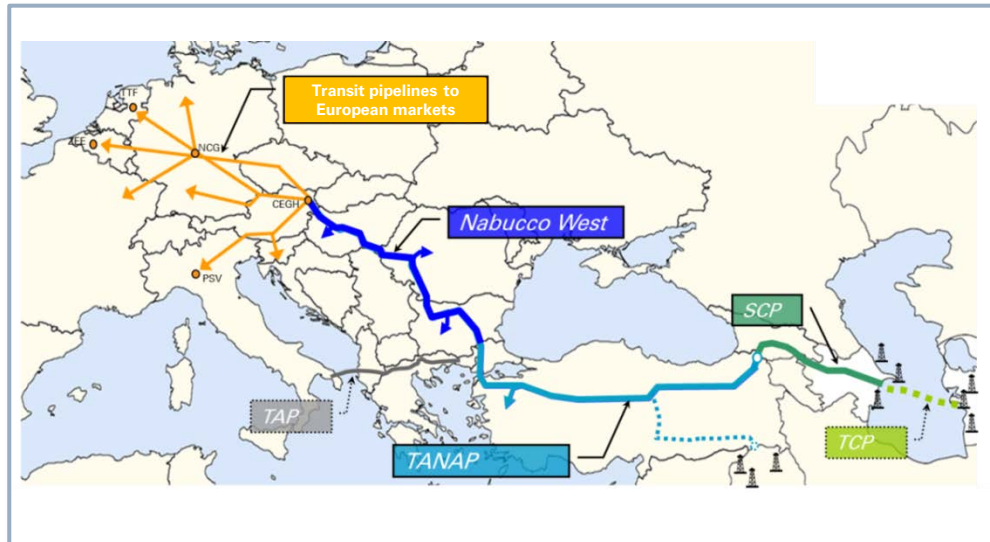 Transit pipelines to
European markets
TTF
ZEE
NCG
CEGH
Nabucco West
PSV
SCP
TAP
TANAP
TCP